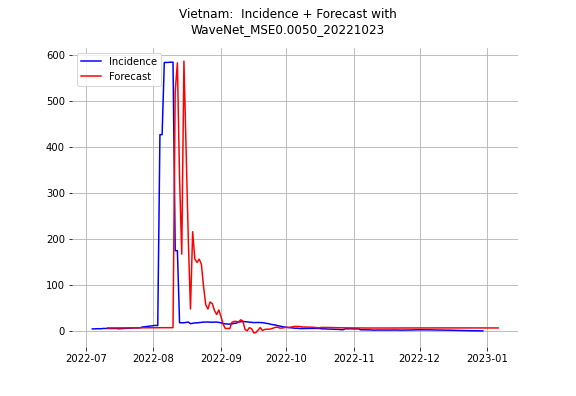 Vietnam:  Incidence + Forecast with
WaveNet_MSE0.0050_20221023
Incidence
Forecast
600
500
400
300
200
100
0
2022-07 2022-08 2022-09 2022-10 2022-11 2022-12 2023-01